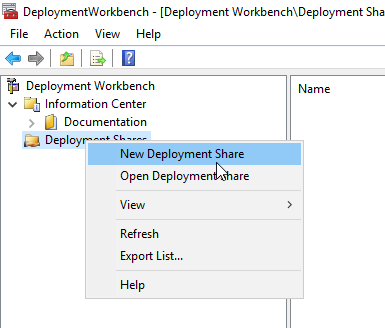 DeploymentWorkbench - [Deployment Workbench\Deployment Sha
File Action View Help
Deployment Workbench
Information Center
Documentation
Deployment Shares
Name
New Deployment Share
Open Deployment Share
View
Refresh
Export List...
Help